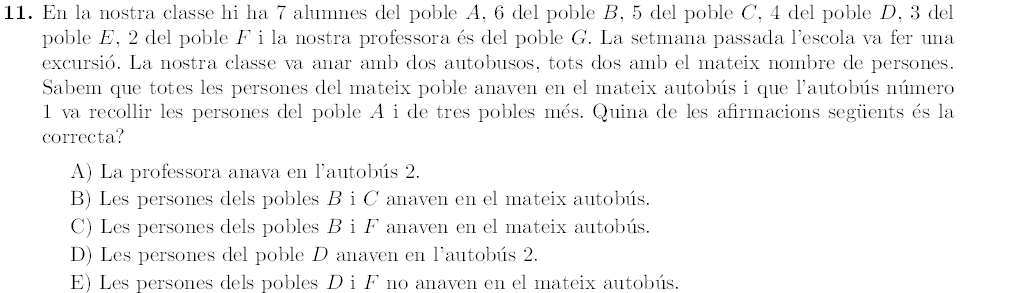 11. En la nostra classe hi ha 7 alumnes del poble A, 6 del poble B, 5 del poble C, 4 del poble D, 3 del
poble E, 2 del poble F i la nostra professora és del poble G. La setmana passada l'escola va fer una
excursió. La nostra classe va anar amb dos autobusos, tots dos amb el mateix nombre de persones.
Sabem que totes les persones del mateix poble anaven en el mateix autobús i que l'autobús número
1 va recollir les persones del poble A i de tres pobles més. Quina de les afirmacions següents és la
correcta?
A) La professora anava en l'autobús 2.
B) Les persones dels pobles B i C anaven en el mateix autobús.
C) Les persones dels pobles B i F anaven en el mateix autobús.
D) Les persones del poble D anaven en l'autobús 2.
E) Les persones dels pobles D i F no anaven en el mateix autobús.